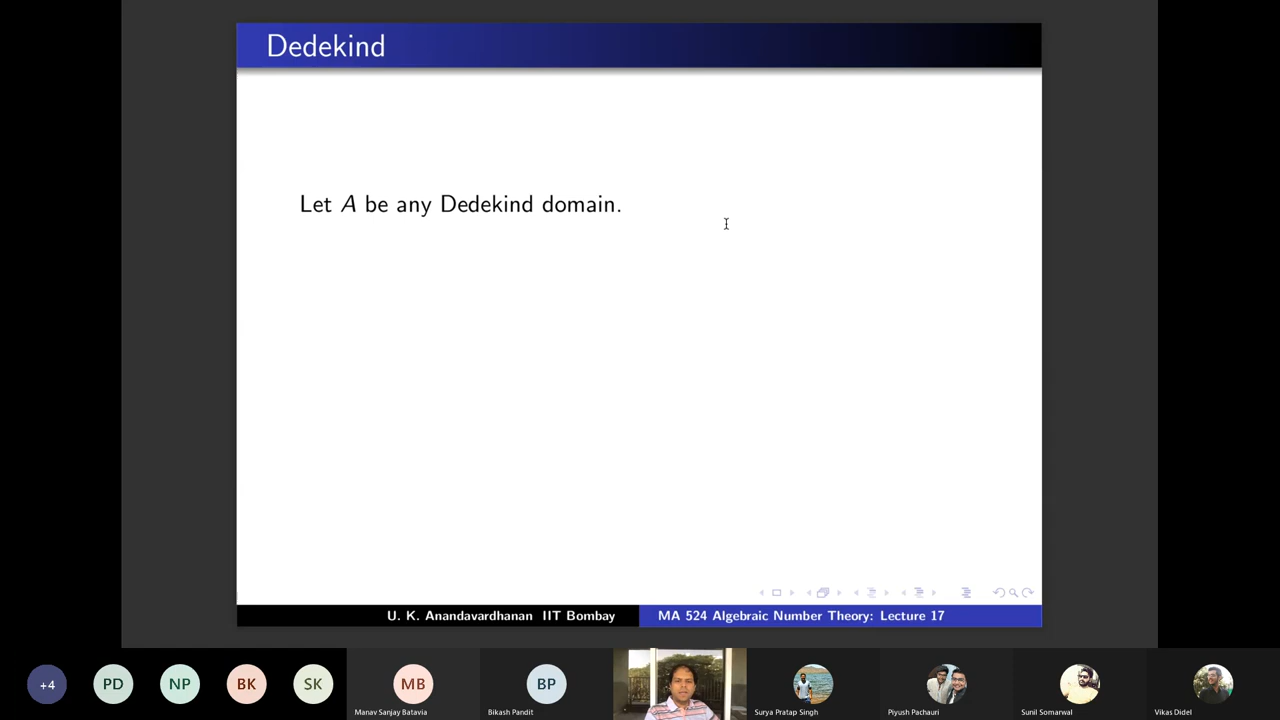 Dedekind
Let A be any Dedekind domain.
U. K. Anandavardhanan IIT Bombay
MA 524 Algebraic Number Theory: Lecture 17
+4
PD
NP
BK
SK
MB
BP
Manav Sanjay Batavia
Bikash Pandit
Surya Pratap Singh
Piyush Pachauri
Sunil Somarwal
Vikas Didel